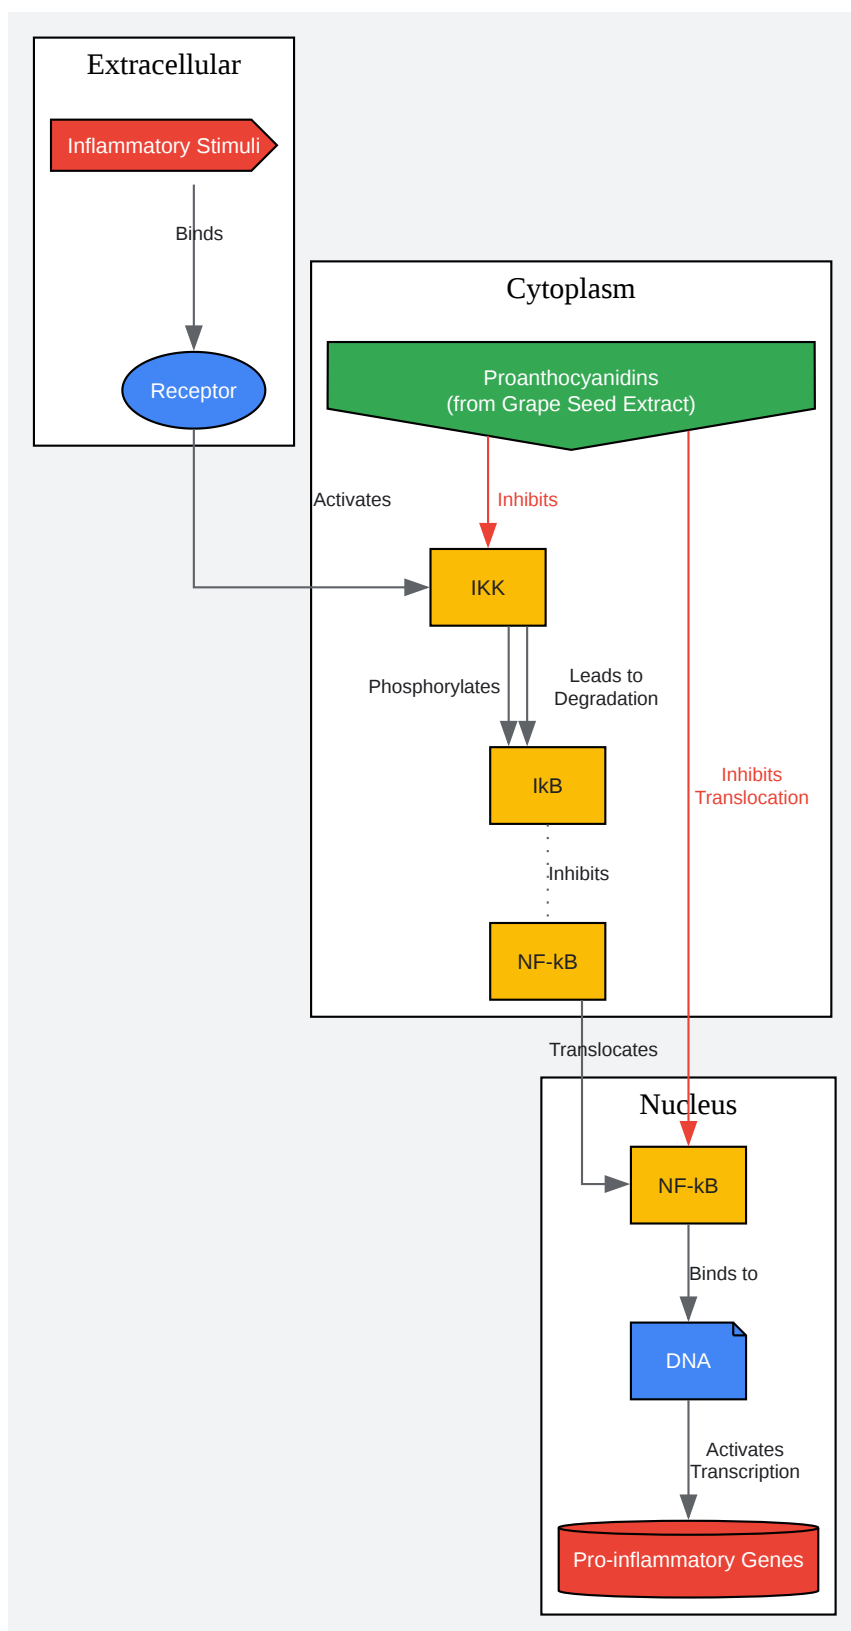 Extracellular
Inflammatory Stimuli
Binds
Receptor
Cytoplasm
Proanthocyanidins
(from Grape Seed Extract)
Activates
Inhibits
IKK
Phosphorylates
Leads to
Degradation
IkB
Inhibits
Translocation
Inhibits
NF-kB
Translocates
Nucleus
NF-kB
Binds to
DNA
Activates
Transcription
Pro-inflammatory Genes